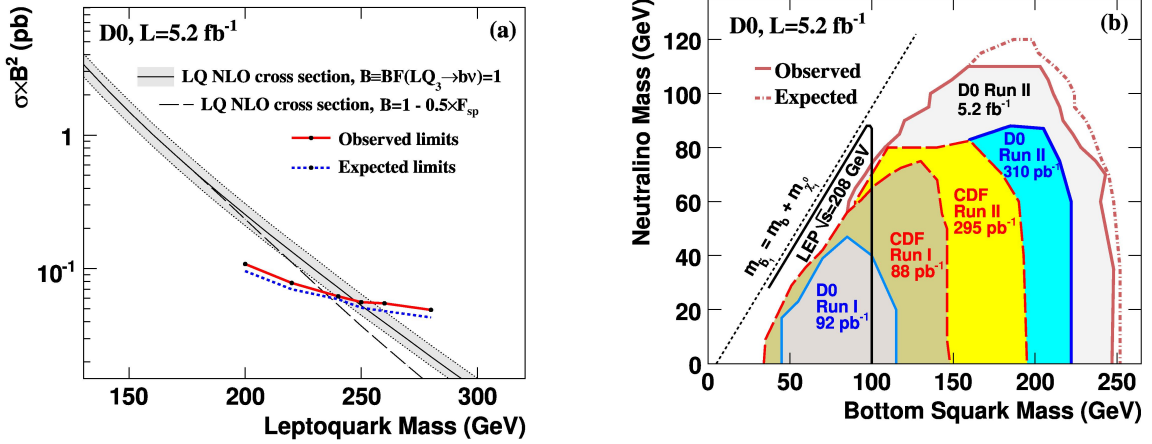 D0, L=5.2 fb⁻¹
(a)
LQ NLO cross section, B≡BF(LQ₃→bν)=1
LQ NLO cross section, B=1 - 0.5×Fₛₚ
Observed limits
Expected limits
σ×B² (pb)
1
10⁻¹
150
200
250
300
Leptoquark Mass (GeV)
D0, L=5.2 fb⁻¹
(b)
Observed
Expected
D0 Run II
5.2 fb⁻¹
D0
Run II
310 pb⁻¹
CDF
Run II
295 pb⁻¹
CDF
Run I
88 pb⁻¹
D0
Run I
92 pb⁻¹
LEP √s=208 GeV
m_b̃₁ = m_b + m_χ̃₁⁰
Neutralino Mass (GeV)
120
100
80
60
40
20
0
0
50
100
150
200
250
Bottom Squark Mass (GeV)